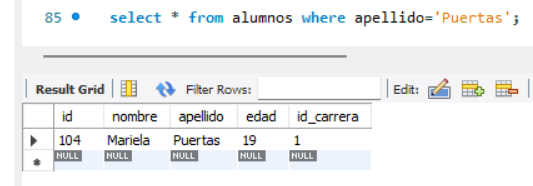 85 select * from alumnos where apellido='Puertas';
Result Grid Filter Rows: Edit:
id nombre apellido edad id_carrera
104 Mariela Puertas 19 1
NULL NULL NULL NULL NULL